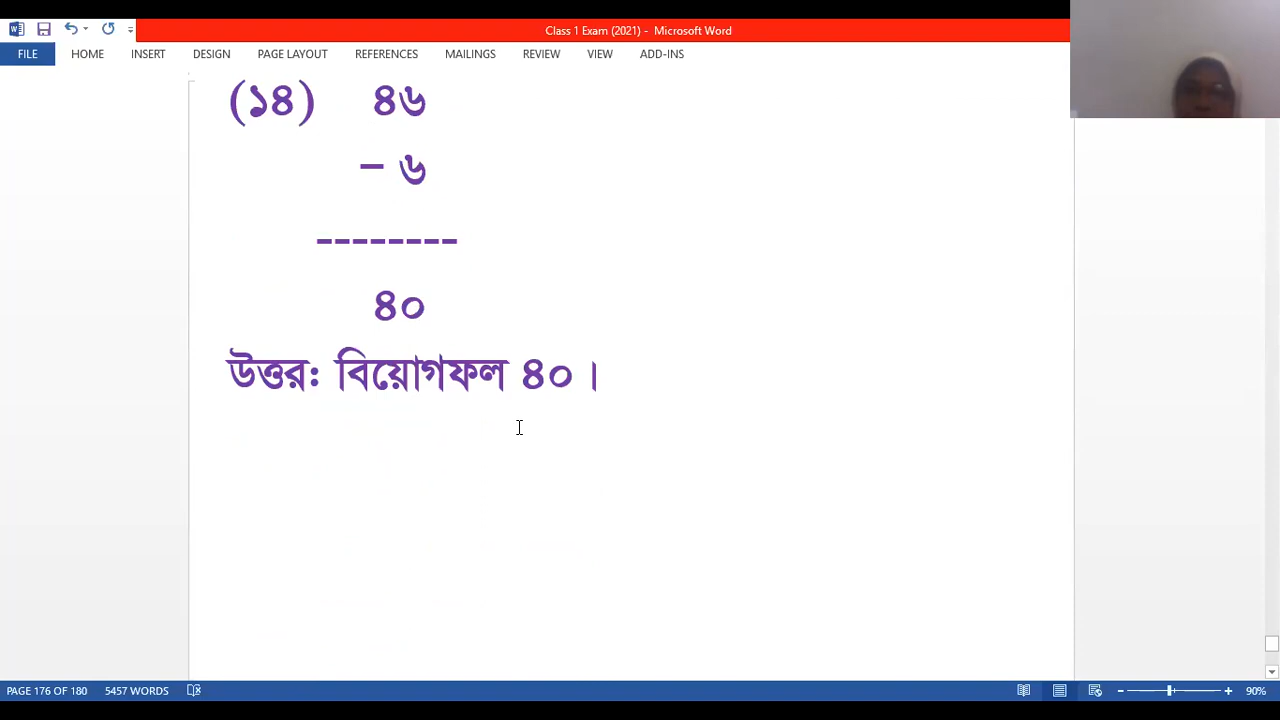 Class 1 Exam (2021) - Microsoft Word
FILE HOME INSERT DESIGN PAGE LAYOUT REFERENCES MAILINGS REVIEW VIEW ADD-INS
(১৪) ৪৬
– ৬
--------
৪০
উত্তর: বিয়োগফল ৪০।
PAGE 176 OF 180 5457 WORDS 90%